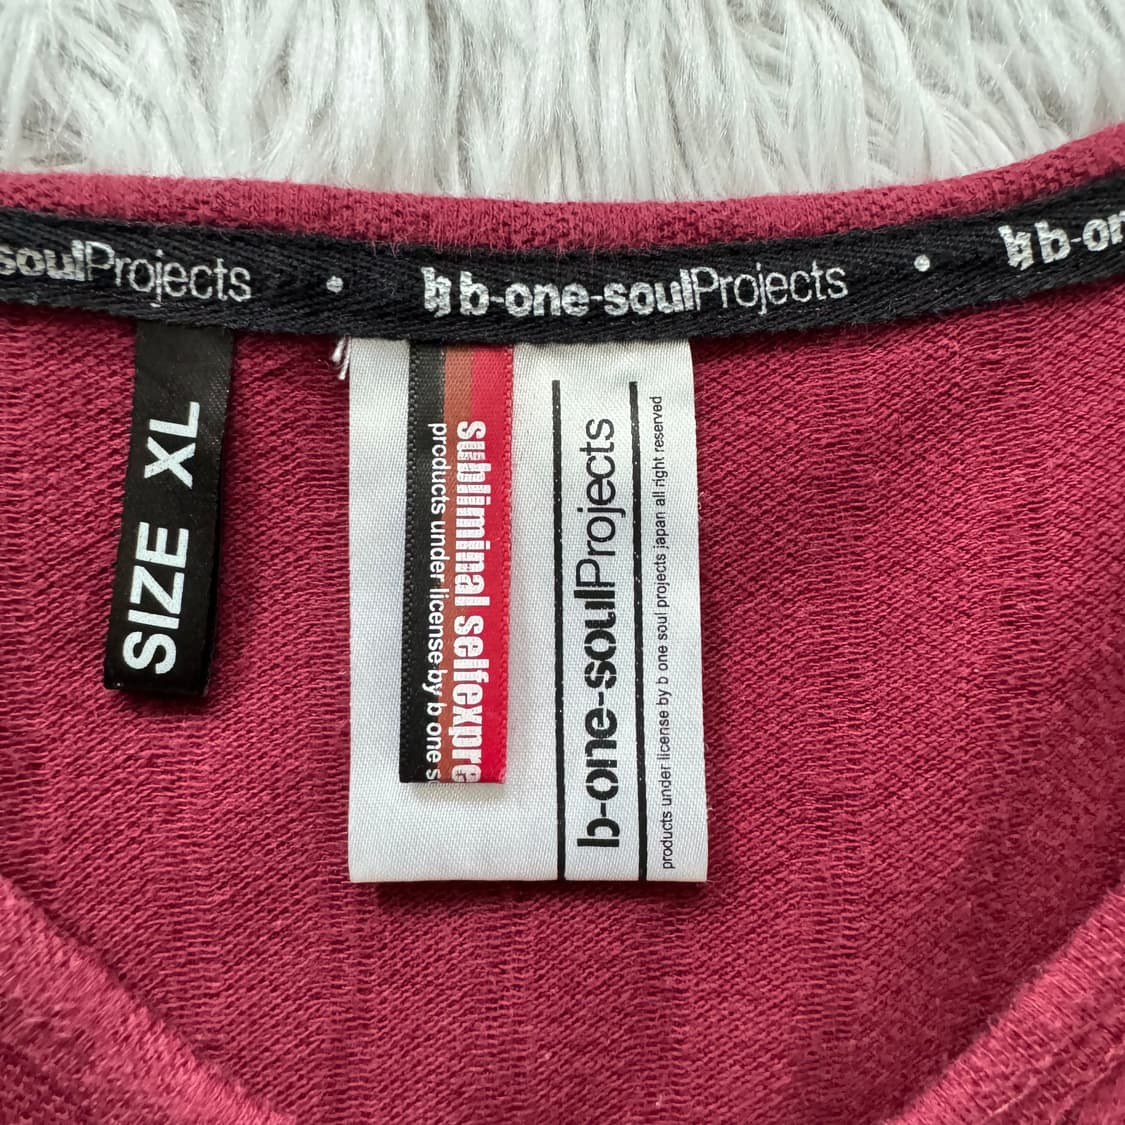 soulProjects • b-one-soulProjects • b-on
SIZE XL
subliminal selfexpre
products under license by b one s
b-one-soulProjects
products under license by b one soul projects japan all right reserved